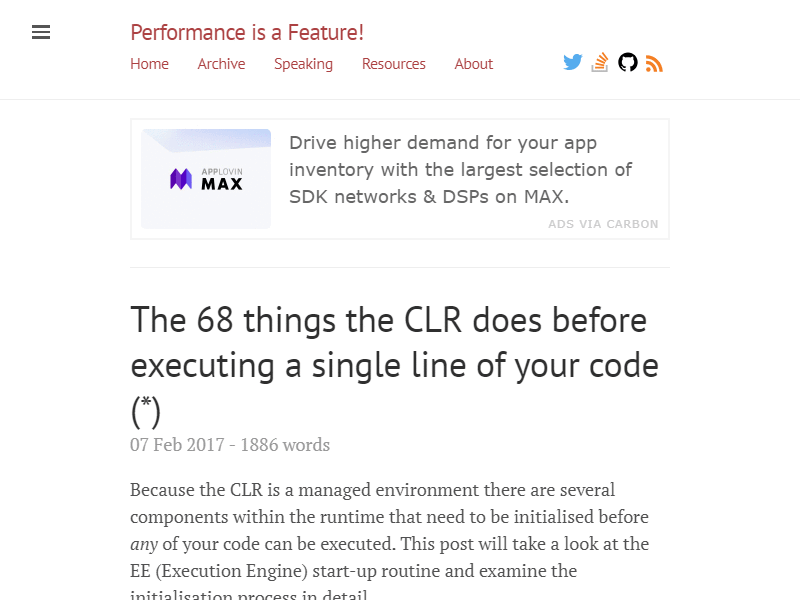 Performance is a Feature!
Home Archive Speaking Resources About
APPLOVIN
MAX
Drive higher demand for your app
inventory with the largest selection of
SDK networks & DSPs on MAX.
ADS VIA CARBON
The 68 things the CLR does before
executing a single line of your code
(*)
07 Feb 2017 - 1886 words
Because the CLR is a managed environment there are several
components within the runtime that need to be initialised before
any of your code can be executed. This post will take a look at the
EE (Execution Engine) start-up routine and examine the
initialisation process in detail